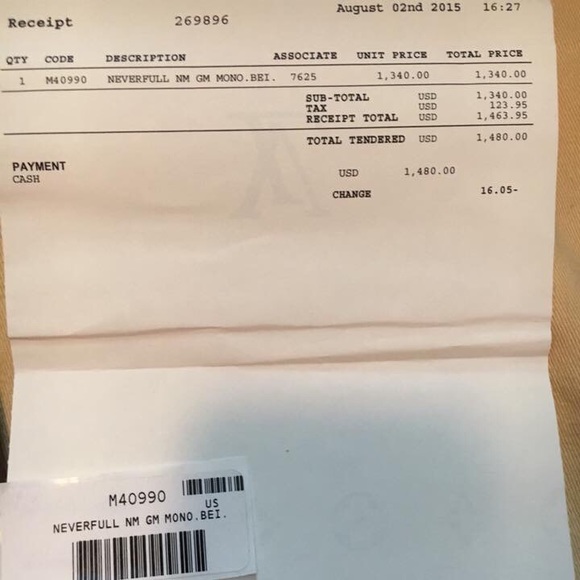 August 02nd 2015 16:27
Receipt 269896
QTY CODE DESCRIPTION ASSOCIATE UNIT PRICE TOTAL PRICE
1 M40990 NEVERFULL NM GM MONO.BEI. 7625 1,340.00 1,340.00
SUB-TOTAL USD 1,340.00
TAX USD 123.95
RECEIPT TOTAL USD 1,463.95
TOTAL TENDERED USD 1,480.00
PAYMENT
CASH USD 1,480.00
CHANGE 16.05-
M40990
US
NEVERFULL NM GM MONO.BEI.